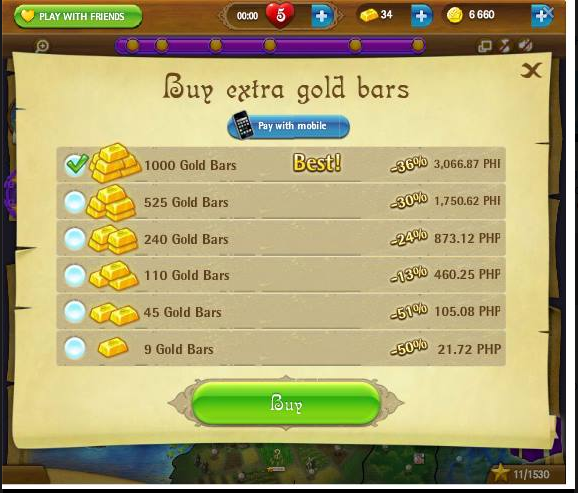 PLAY WITH FRIENDS 00:00 5 34 6 660
Buy extra gold bars
Pay with mobile
1000 Gold Bars Best! -36% 3,066.87 PHI
525 Gold Bars -30% 1,750.62 PHI
240 Gold Bars -24% 873.12 PHP
110 Gold Bars -13% 460.25 PHP
45 Gold Bars -51% 105.08 PHP
9 Gold Bars -50% 21.72 PHP
Buy
11/1530